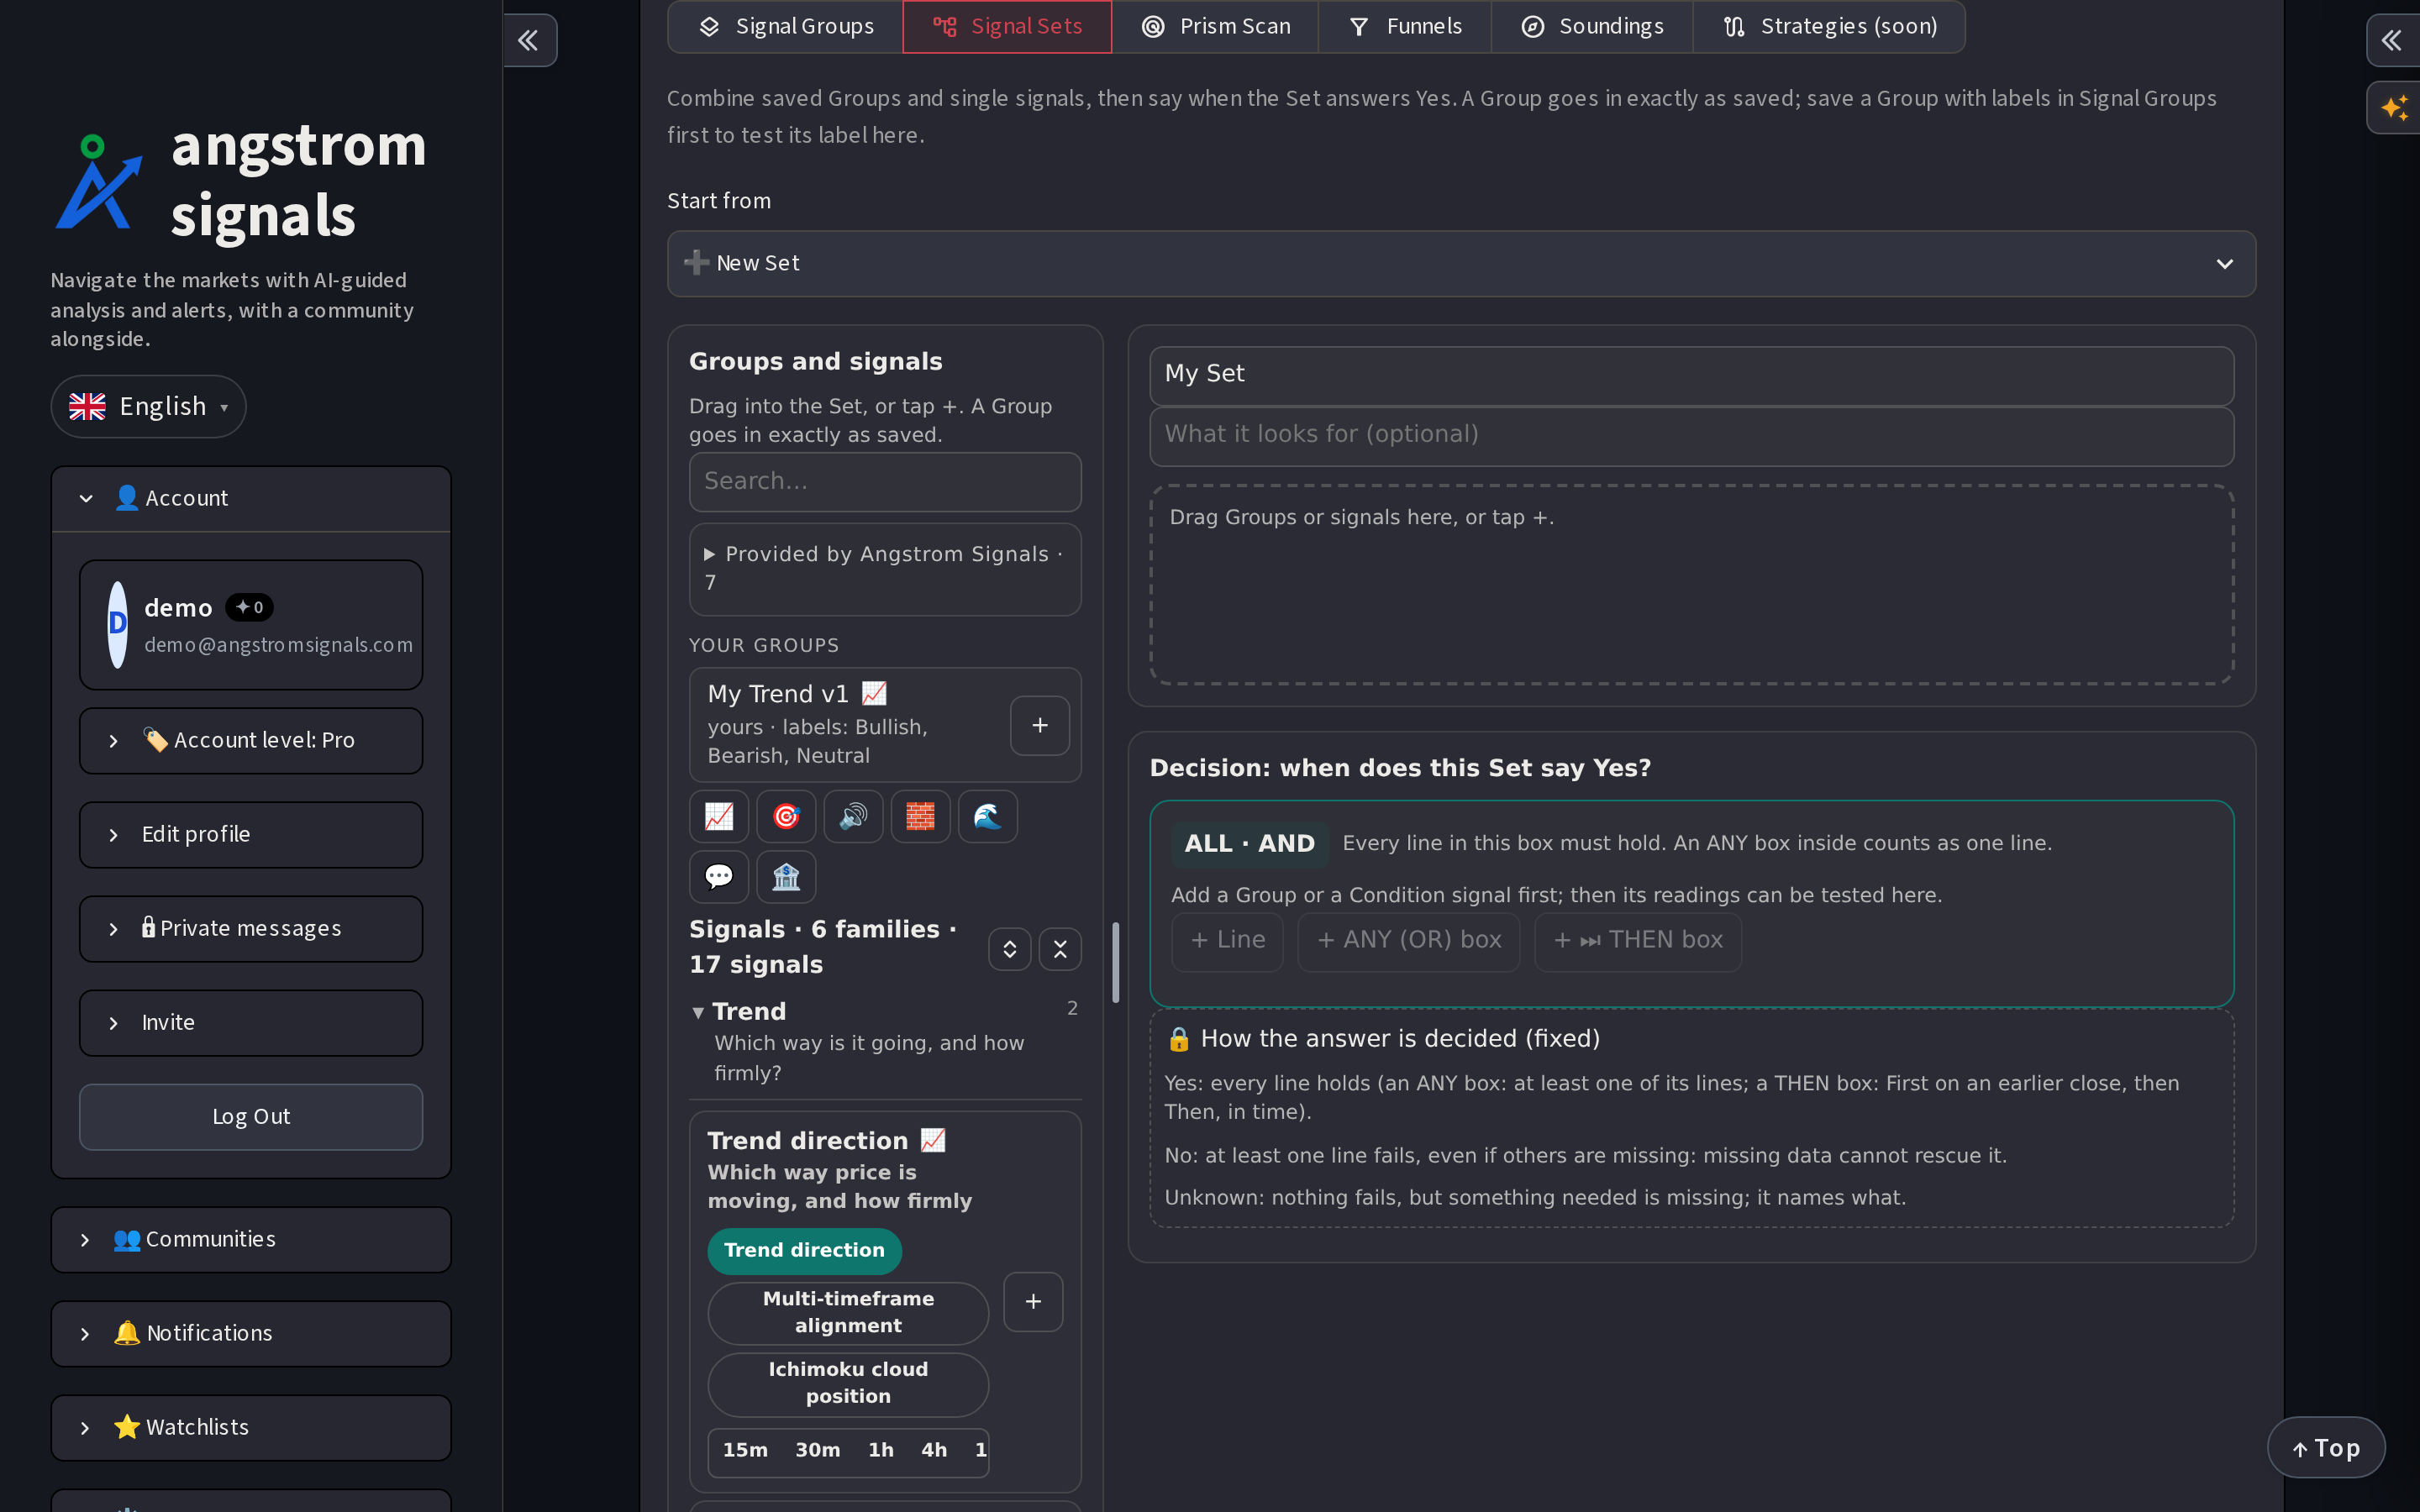 angstrom
signals
Navigate the markets with AI-guided
analysis and alerts, with a community
alongside.
English
Account
D
demo
0
demo@angstromsignals.com
Account level: Pro
Edit profile
Private messages
Invite
Log Out
Communities
Notifications
Watchlists
Signal Groups
Signal Sets
Prism Scan
Funnels
Soundings
Strategies (soon)
Combine saved Groups and single signals, then say when the Set answers Yes. A Group goes in exactly as saved; save a Group with labels in Signal Groups
first to test its label here.
Start from
New Set
Groups and signals
Drag into the Set, or tap +. A Group
goes in exactly as saved.
Search...
Provided by Angstrom Signals ·
7
YOUR GROUPS
My Trend v1
yours · labels: Bullish,
Bearish, Neutral
+
Signals · 6 families ·
17 signals
Trend
2
Which way is it going, and how
firmly?
Trend direction
Which way price is
moving, and how firmly
Trend direction
Multi-timeframe
alignment
+
Ichimoku cloud
position
15m 30m 1h 4h 1
My Set
What it looks for (optional)
Drag Groups or signals here, or tap +.
Decision: when does this Set say Yes?
ALL · AND Every line in this box must hold. An ANY box inside counts as one line.
Add a Group or a Condition signal first; then its readings can be tested here.
+ Line
+ ANY (OR) box
+ ⏭ THEN box
How the answer is decided (fixed)
Yes: every line holds (an ANY box: at least one of its lines; a THEN box: First on an earlier close, then
Then, in time).
No: at least one line fails, even if others are missing: missing data cannot rescue it.
Unknown: nothing fails, but something needed is missing; it names what.
↑ Top